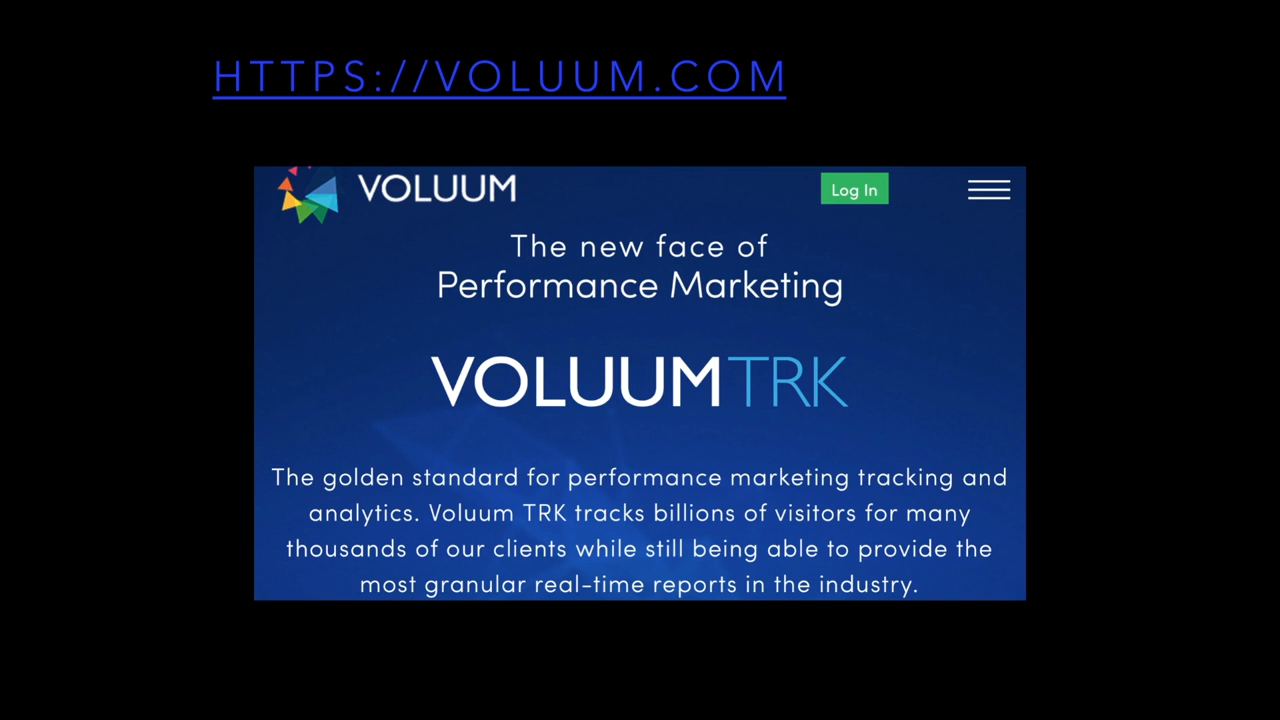 HTTPS://VOLUUM.COM
VOLUUM
Log In
The new face of
Performance Marketing
VOLUUMTRK
The golden standard for performance marketing tracking and
analytics. Voluum TRK tracks billions of visitors for many
thousands of our clients while still being able to provide the
most granular real-time reports in the industry.